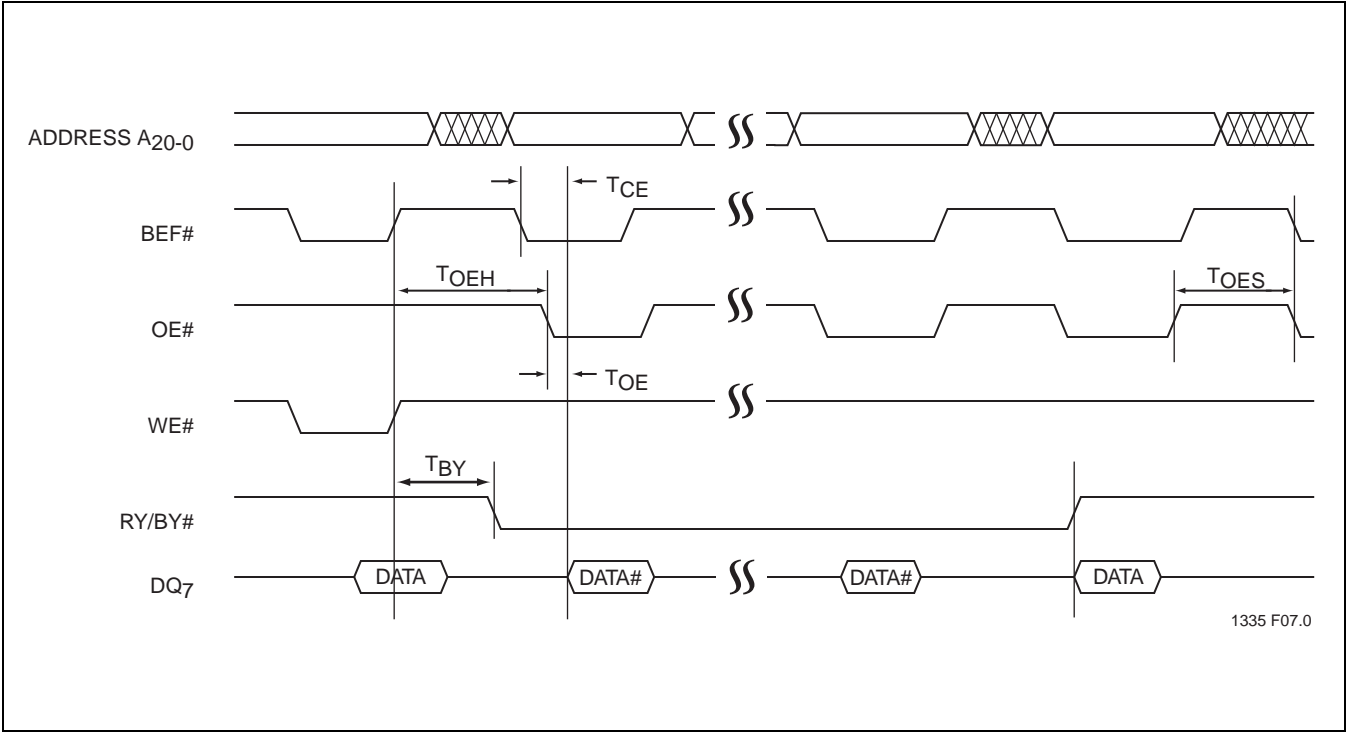 ADDRESS A20-0
TCE
BEF#
TOEH
TOES
OE#
TOE
WE#
TBY
RY/BY#
DQ7
DATA
DATA#
DATA#
DATA
1335 F07.0